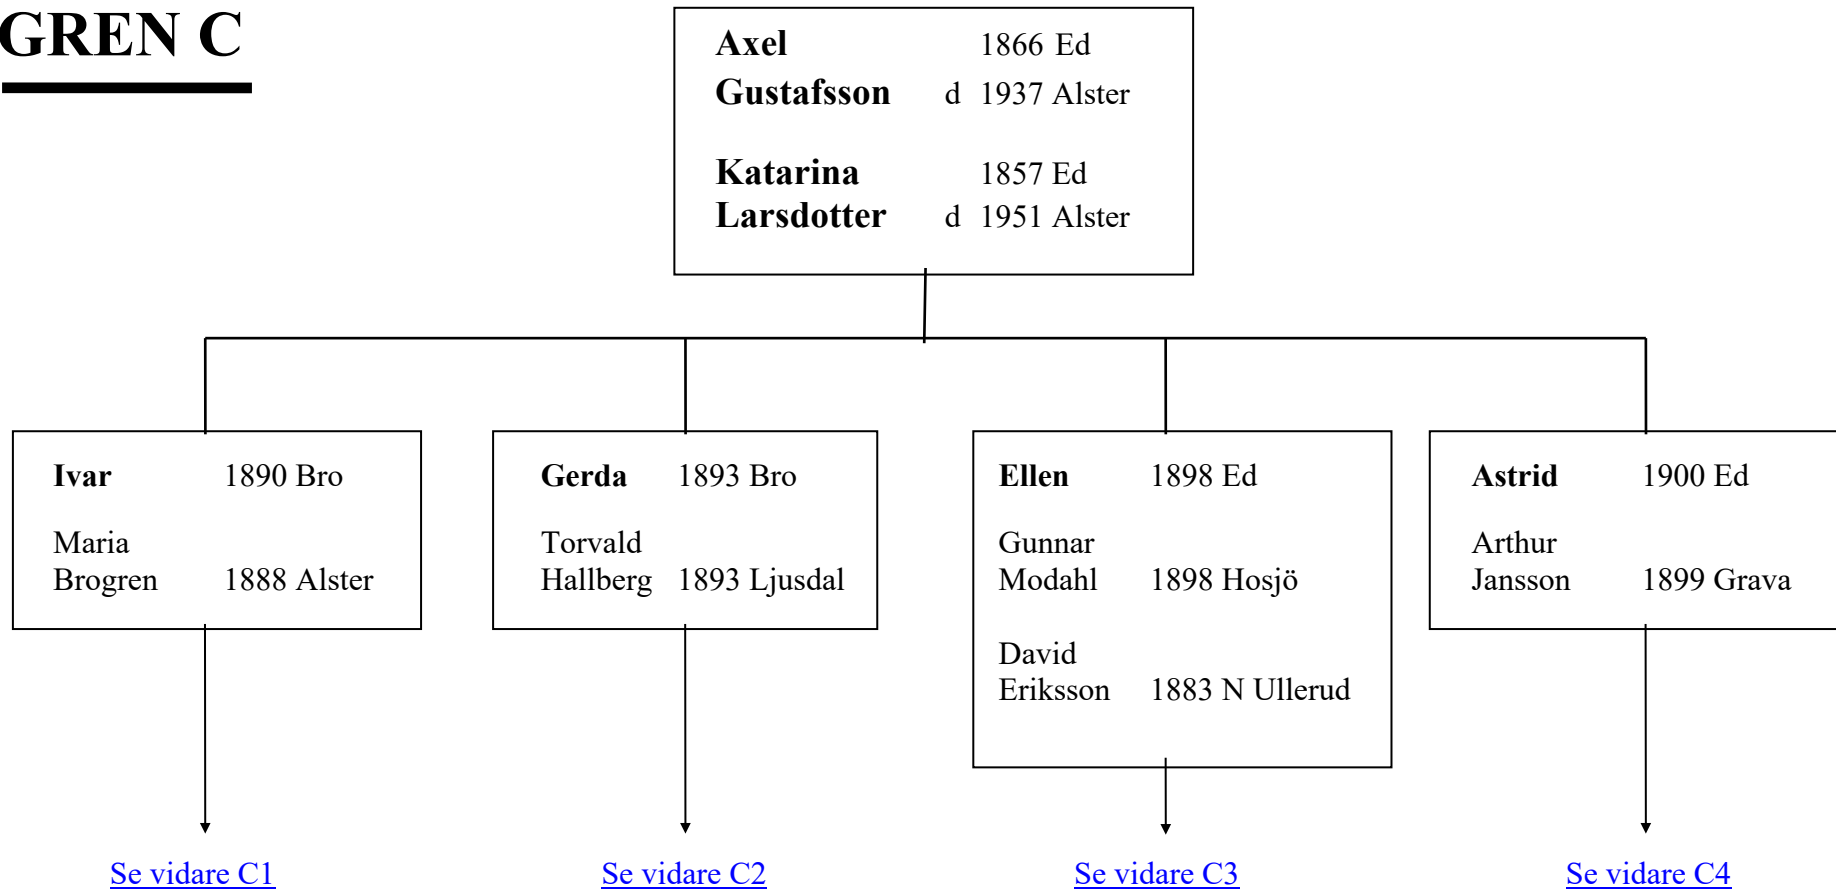 GREN C
Axel 1866 Ed
Gustafsson d 1937 Alster
Katarina 1857 Ed
Larsdotter d 1951 Alster
Ivar 1890 Bro
Maria
Brogren 1888 Alster
Gerda 1893 Bro
Torvald
Hallberg 1893 Ljusdal
Ellen 1898 Ed
Gunnar
Modahl 1898 Hosjö
David
Eriksson 1883 N Ullerud
Astrid 1900 Ed
Arthur
Jansson 1899 Grava
Se vidare C1
Se vidare C2
Se vidare C3
Se vidare C4